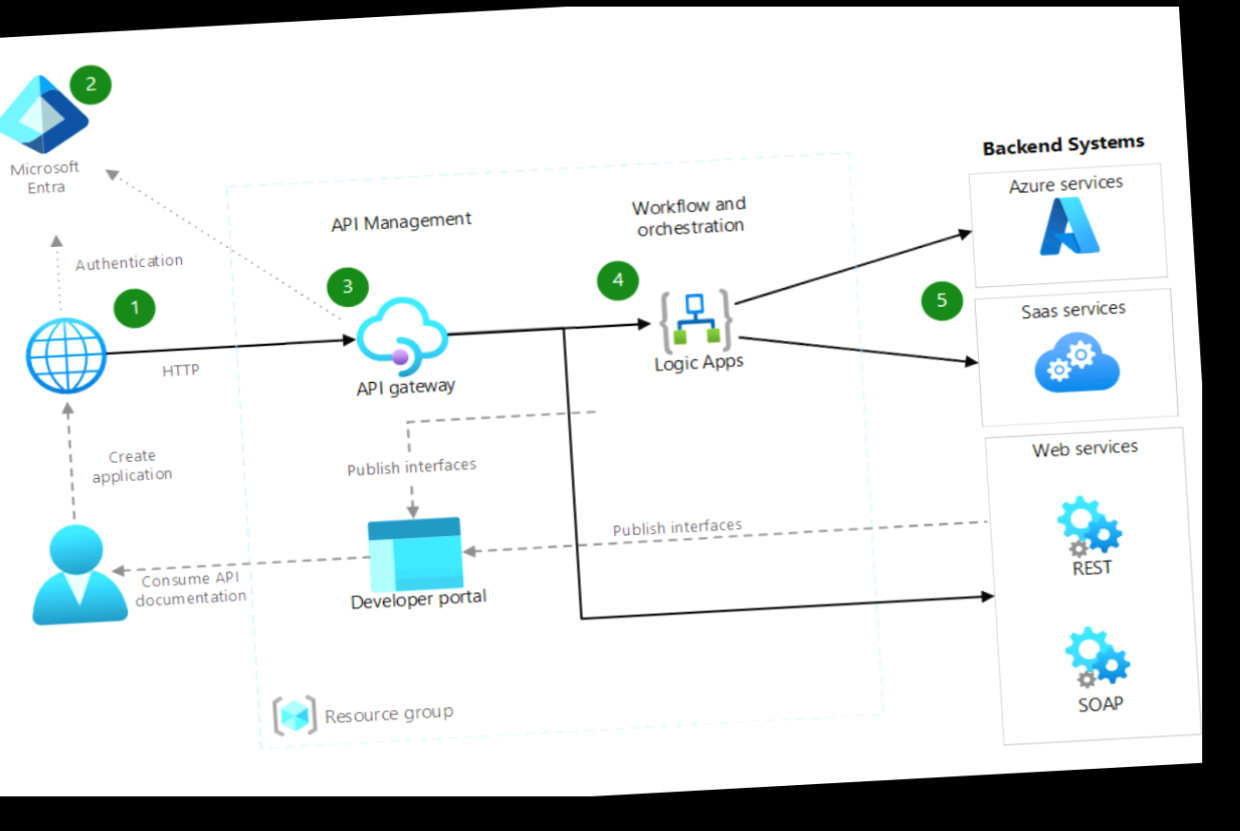 2
Microsoft
Entra
Authentication
1
HTTP
Create
application
Consume API
documentation
API Management
3
API gateway
Publish interfaces
Developer portal
Resource group
Workflow and
orchestration
4
Logic Apps
Publish interfaces
5
Backend Systems
Azure services
Saas services
Web services
REST
SOAP